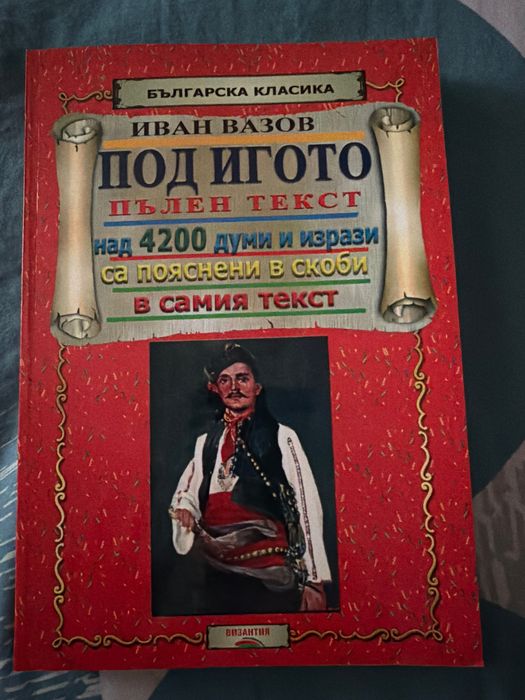 БЪЛГАРСКА КЛАСИКА
ИВАН ВАЗОВ
ПОД ИГОТО
ПЪЛЕН ТЕКСТ
над 4200 думи и изрази
са пояснени в скоби
в самия текст
ВИЗАНТИЯ